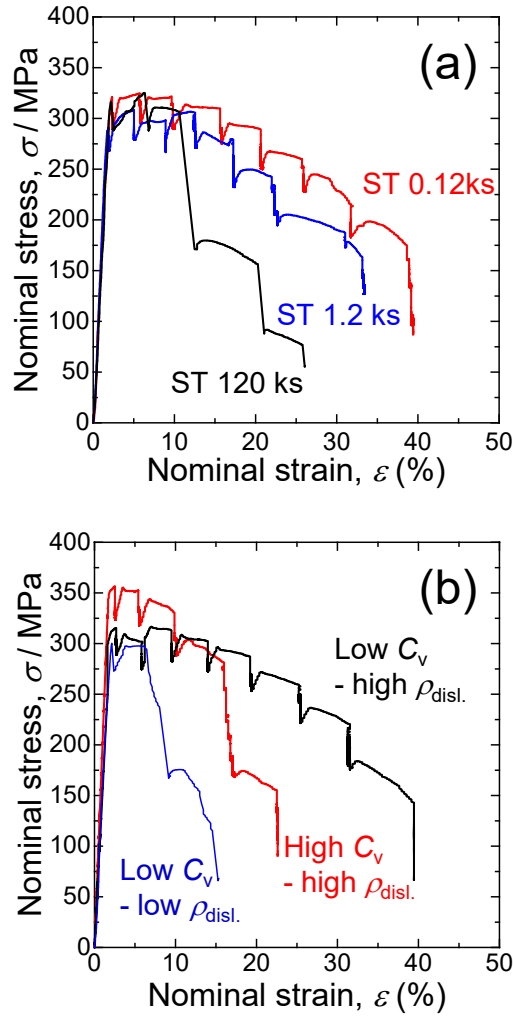 400
(a)
350
300
250
200
150
100
50
0
Nominal stress, σ / MPa
ST 0.12ks
ST 1.2 ks
ST 120 ks
0 10 20 30 40 50
Nominal strain, ε (%)
400
(b)
350
300
250
200
150
100
50
0
Nominal stress, σ / MPa
Low Cv
- high ρdisl.
High Cv
- high ρdisl.
Low Cv
- low ρdisl.
0 10 20 30 40 50
Nominal strain, ε (%)